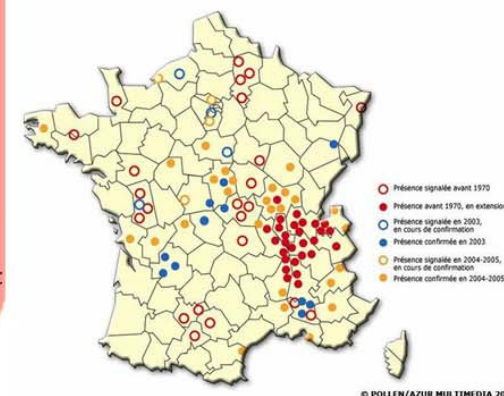 Présence signalée avant 1970
Présence avant 1970, en extension
Présence signalée en 2003,
en cours de confirmation
Présence confirmée en 2003
Présence signalée en 2004-2005,
en cours de confirmation
Présence confirmée en 2004-2005
© POLLEN/AZUR MULTIMEDIA 20